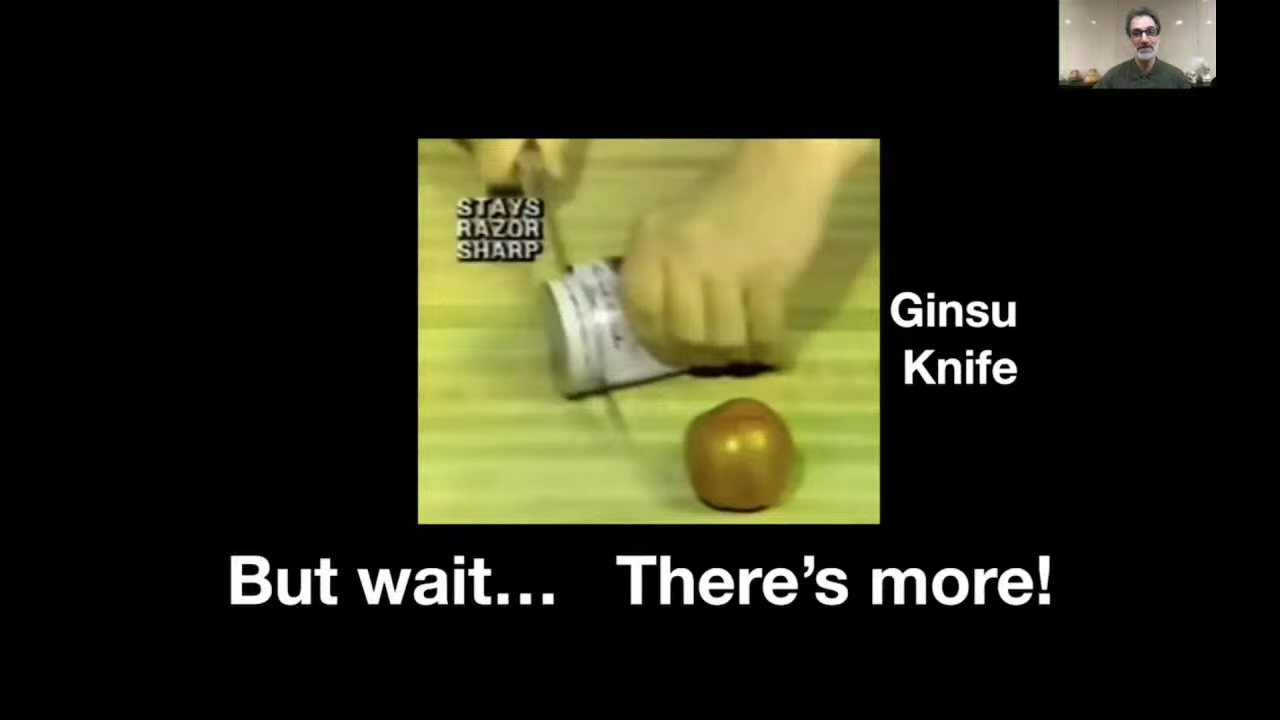 STAYS
RAZOR
SHARP
Ginsu
Knife
But wait… There’s more!